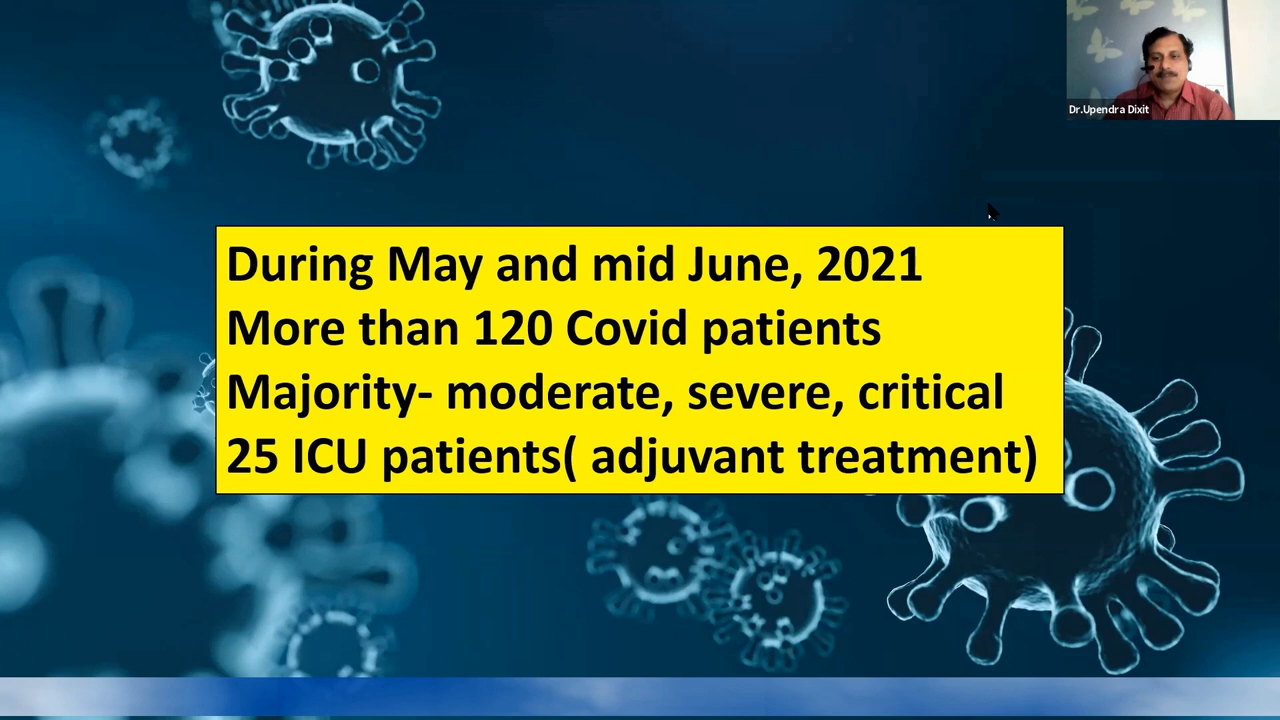 Dr.Upendra Dixit
During May and mid June, 2021
More than 120 Covid patients
Majority- moderate, severe, critical
25 ICU patients( adjuvant treatment)